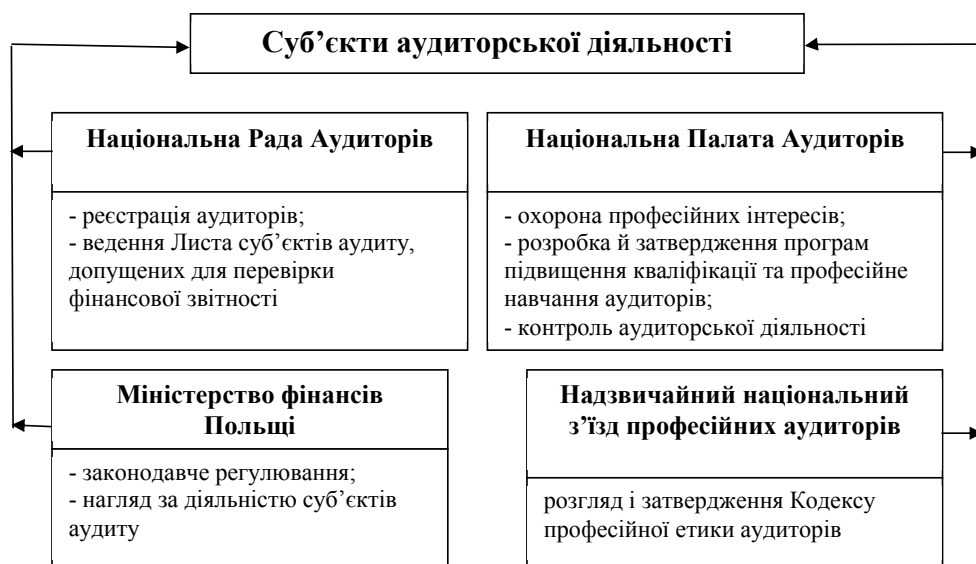 Суб’єкти аудиторської діяльності
Національна Рада Аудиторів
- реєстрація аудиторів;
- ведення Листа суб’єктів аудиту,
допущених для перевірки
фінансової звітності
Національна Палата Аудиторів
- охорона професійних інтересів;
- розробка й затвердження програм
підвищення кваліфікації та професійне
навчання аудиторів;
- контроль аудиторської діяльності
Міністерство фінансів
Польщі
- законодавче регулювання;
- нагляд за діяльністю суб’єктів
аудиту
Надзвичайний національний
з’їзд професійних аудиторів
розгляд і затвердження Кодексу
професійної етики аудиторів